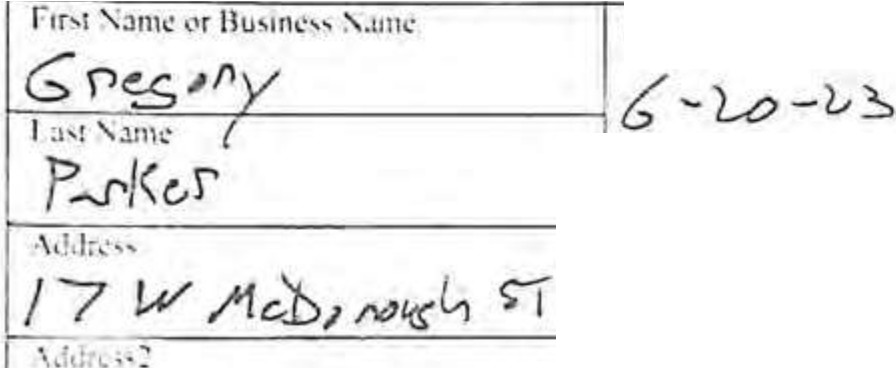 First Name or Business Name
Gregory
6-20-23
Last Name
Parker
Address
17 W McDonough ST
Address2